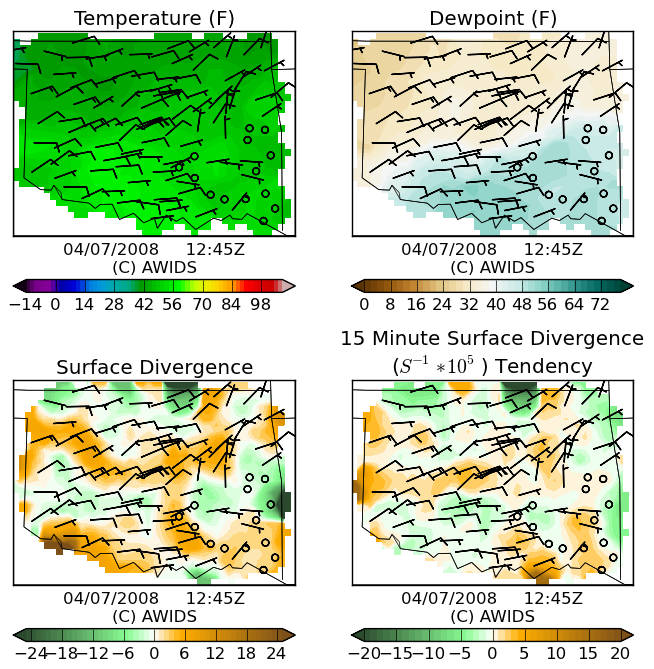 Temperature (F)
Dewpoint (F)
04/07/2008 12:45Z
(C) AWIDS
−14 0 14 28 42 56 70 84 98
04/07/2008 12:45Z
(C) AWIDS
0 8 16 24 32 40 48 56 64 72
Surface Divergence
15 Minute Surface Divergence
(S⁻¹ *10⁵ ) Tendency
04/07/2008 12:45Z
(C) AWIDS
−24−18−12 −6 0 6 12 18 24
04/07/2008 12:45Z
(C) AWIDS
−20−15−10 −5 0 5 10 15 20